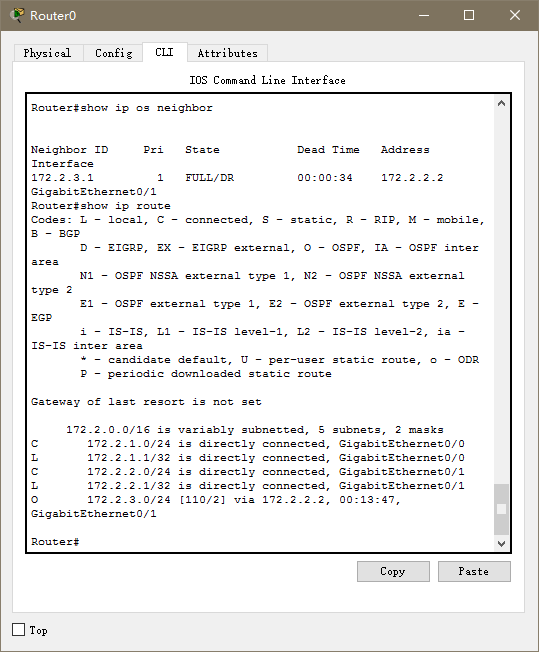 Router0
Physical Config CLI Attributes
IOS Command Line Interface
Router#show ip os neighbor
Neighbor ID     Pri   State           Dead Time   Address
Interface
172.2.3.1         1   FULL/DR         00:00:34    172.2.2.2
GigabitEthernet0/1
Router#show ip route
Codes: L - local, C - connected, S - static, R - RIP, M - mobile,
B - BGP
       D - EIGRP, EX - EIGRP external, O - OSPF, IA - OSPF inter
area
       N1 - OSPF NSSA external type 1, N2 - OSPF NSSA external
type 2
       E1 - OSPF external type 1, E2 - OSPF external type 2, E -
EGP
       i - IS-IS, L1 - IS-IS level-1, L2 - IS-IS level-2, ia -
IS-IS inter area
       * - candidate default, U - per-user static route, o - ODR
       P - periodic downloaded static route
Gateway of last resort is not set
     172.2.0.0/16 is variably subnetted, 5 subnets, 2 masks
C       172.2.1.0/24 is directly connected, GigabitEthernet0/0
L       172.2.1.1/32 is directly connected, GigabitEthernet0/0
C       172.2.2.0/24 is directly connected, GigabitEthernet0/1
L       172.2.2.1/32 is directly connected, GigabitEthernet0/1
O       172.2.3.0/24 [110/2] via 172.2.2.2, 00:13:47,
GigabitEthernet0/1
Router#
Copy Paste
Top